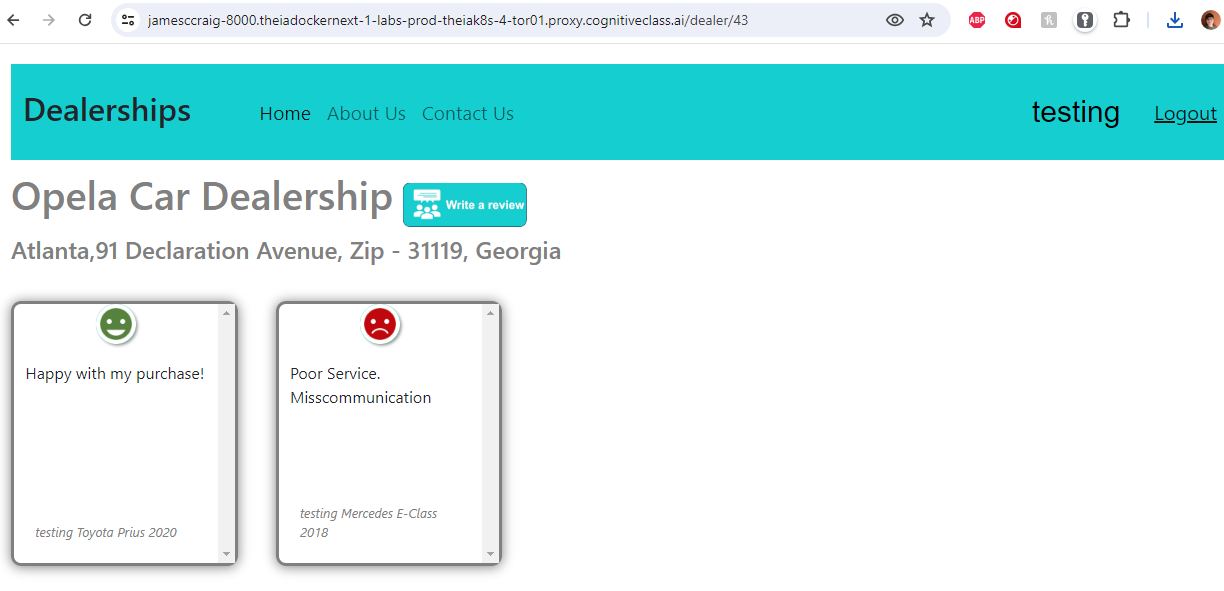 jamesccraig-8000.theiadockernext-1-labs-prod-theiak8s-4-tor01.proxy.cognitiveclass.ai/dealer/43
ABP
Dealerships Home About Us Contact Us testing Logout
Opela Car Dealership Write a review
Atlanta,91 Declaration Avenue, Zip - 31119, Georgia
Happy with my purchase!
testing Toyota Prius 2020
Poor Service.
Misscommunication
testing Mercedes E-Class
2018